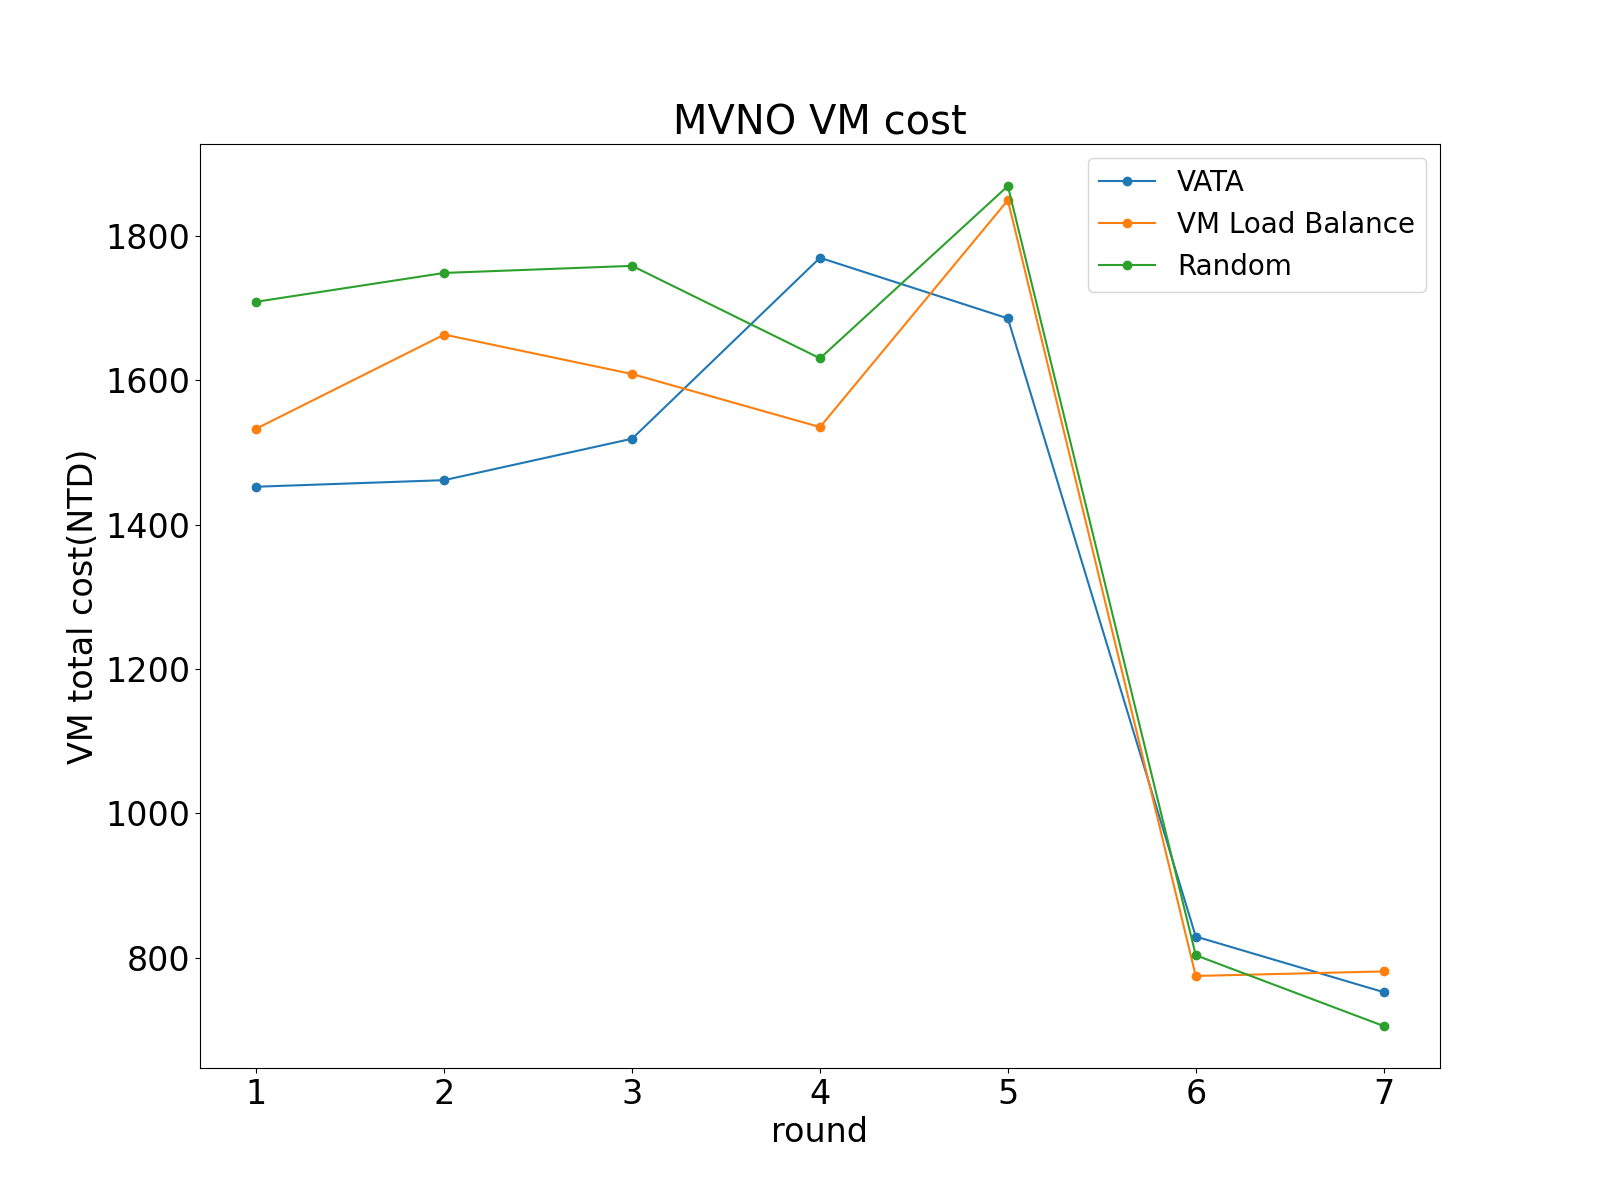 MVNO VM cost
VATA
VM Load Balance
Random
VM total cost(NTD)
1800
1600
1400
1200
1000
800
1 2 3 4 5 6 7
round